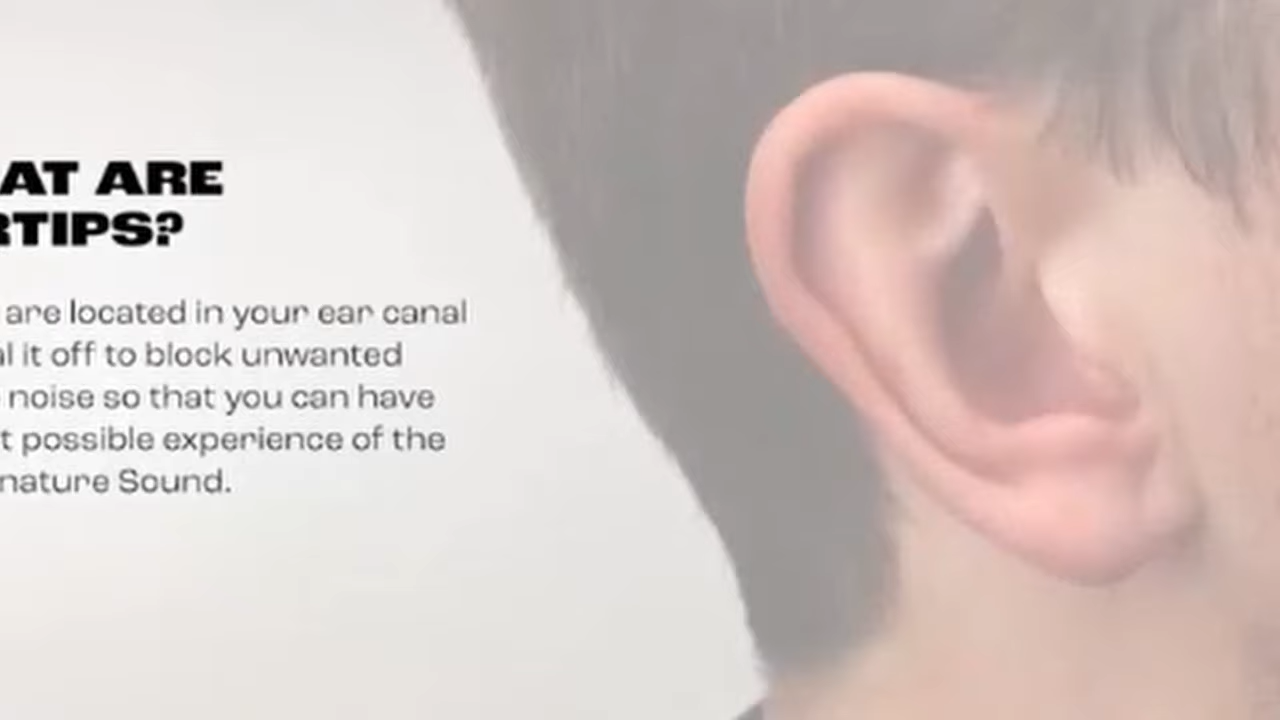 AT ARE
RTIPS?
are located in your ear canal
al it off to block unwanted
noise so that you can have
t possible experience of the
nature Sound.